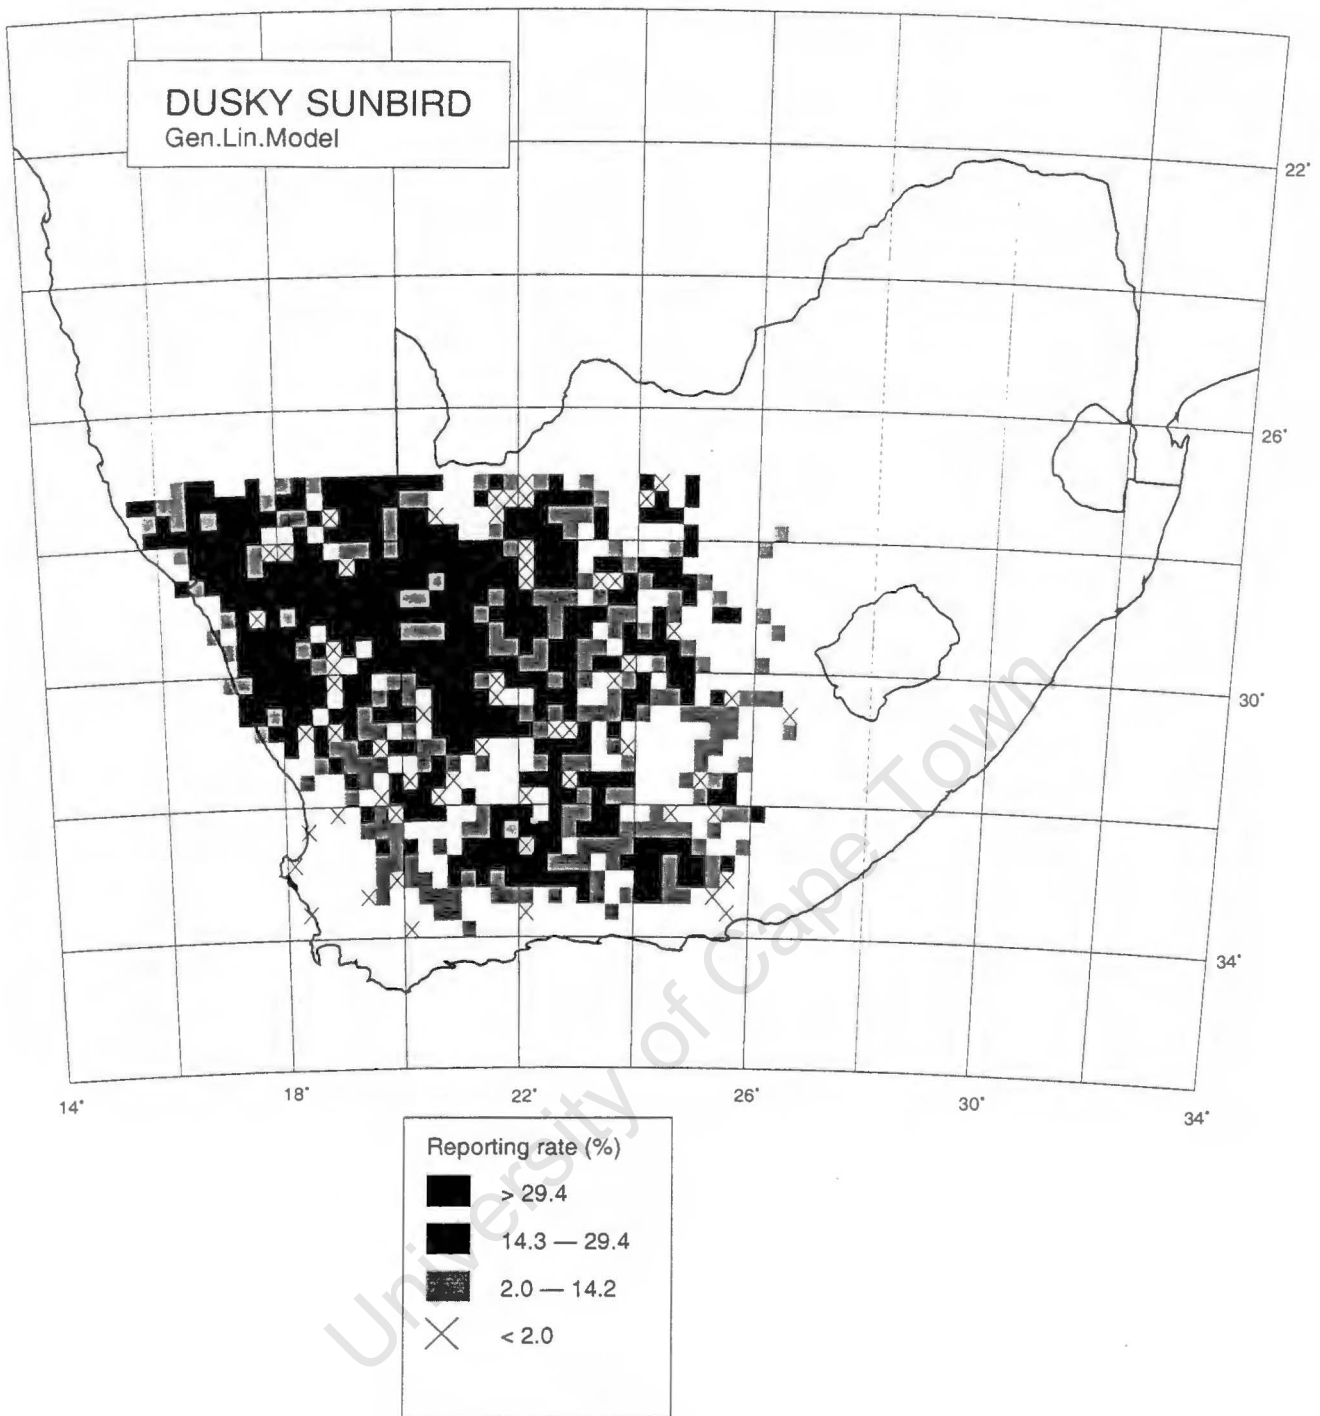 DUSKY SUNBIRD
Gen.Lin.Model
22°
26°
30°
34°
14°
18°
22°
26°
30°
34°
Reporting rate (%)
> 29.4
14.3 — 29.4
2.0 — 14.2
< 2.0
University of Cape Town